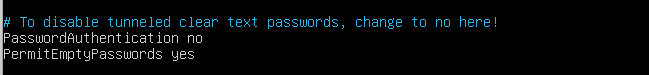 # To disable tunneled clear text passwords, change to no here!
PasswordAuthentication no
PermitEmptyPasswords yes